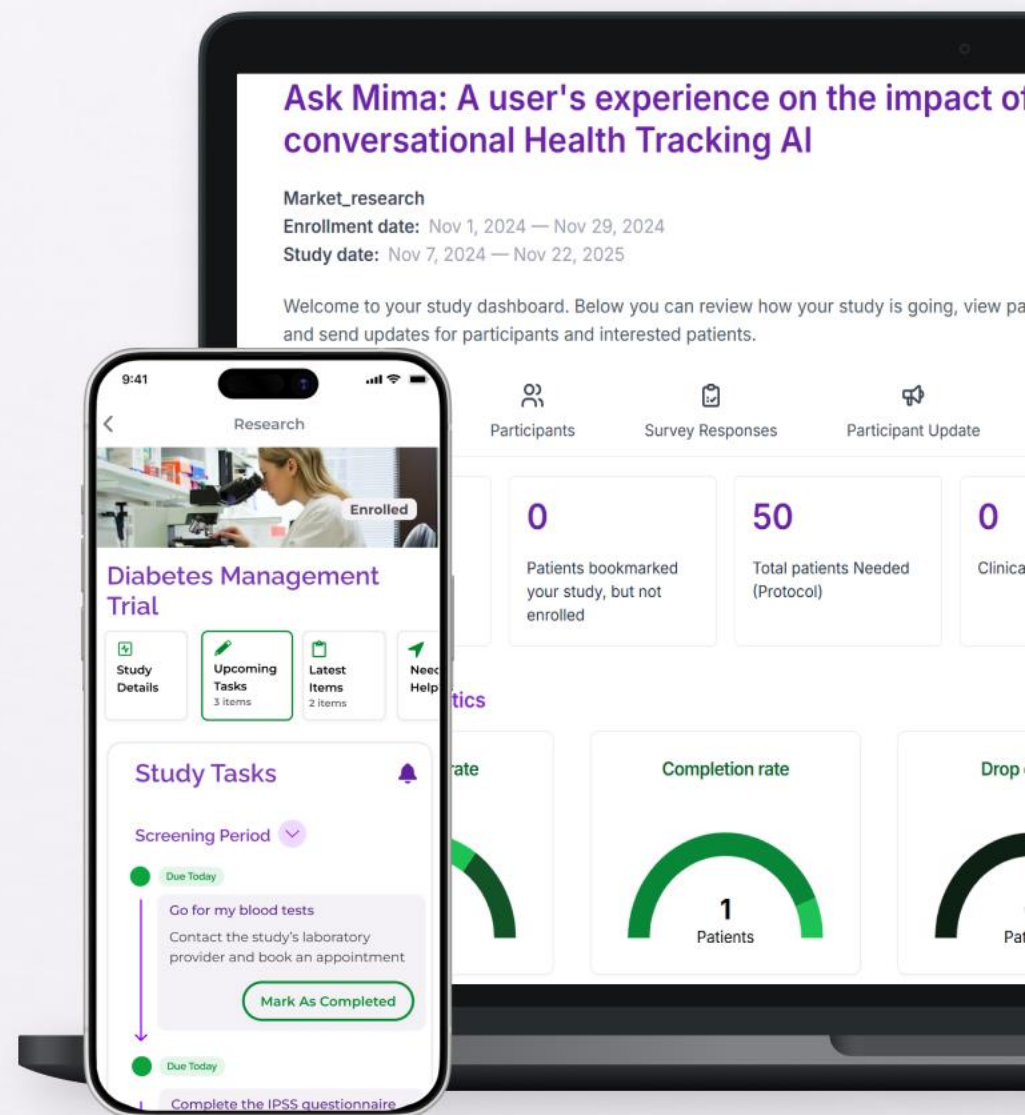 Ask Mima: A user's experience on the impact of
conversational Health Tracking AI
Market_research
Enrollment date: Nov 1, 2024 — Nov 29, 2024
Study date: Nov 7, 2024 — Nov 22, 2025
Welcome to your study dashboard. Below you can review how your study is going, view
and send updates for participants and interested patients.
Participants
Survey Responses
Participant Update
0
Patients bookmarked
your study, but not
enrolled
50
Total patients Needed
(Protocol)
0
rate
Completion rate
1
Patients
Drop
9:41
Research
Enrolled
Diabetes Management
Trial
Study
Details
Upcoming
Tasks
3 items
Latest
Items
2 items
Need
Help
Study Tasks
Screening Period
Due Today
Go for my blood tests
Contact the study's laboratory
provider and book an appointment
Mark As Completed
Due Today
Complete the IPSS questionnaire